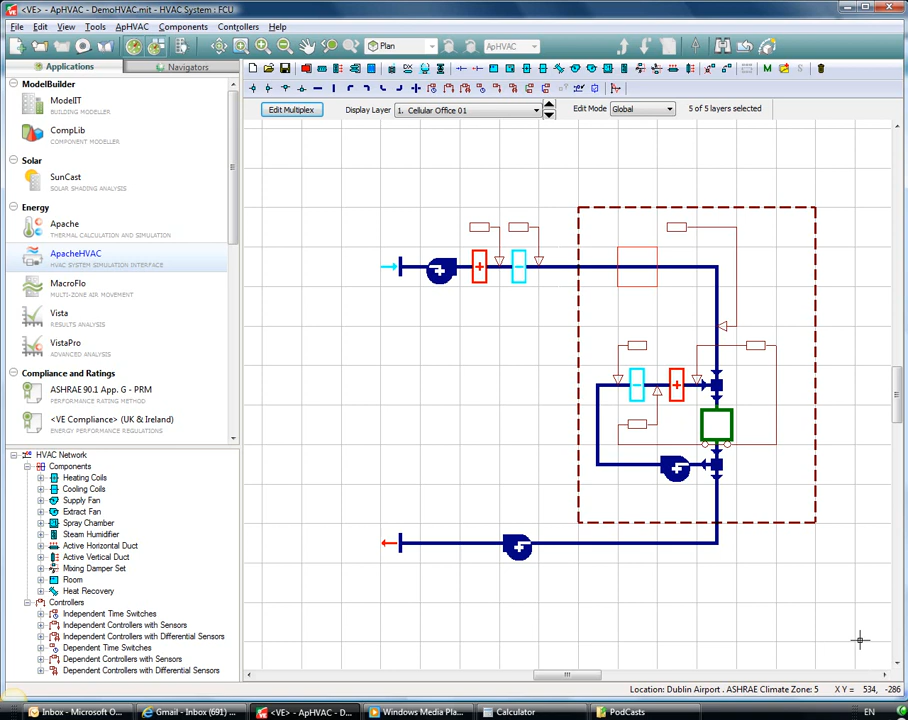 <VE> - ApHVAC - DemoHVAC.mit - HVAC System : FCU
File Edit View Tools ApHVAC Components Controllers Help
Plan ApHVAC
Applications Navigators
Edit Multiplex Display Layer 1. Cellular Office 01 Edit Mode Global 5 of 5 layers selected
ModelBuilder
ModelIT
BUILDING MODELLER
CompLib
COMPONENT MODELLER
Solar
SunCast
SOLAR SHADING ANALYSIS
Energy
Apache
THERMAL CALCULATION AND SIMULATION
ApacheHVAC
HVAC SYSTEM SIMULATION INTERFACE
MacroFlo
MULTI-ZONE AIR MOVEMENT
Vista
RESULTS ANALYSIS
VistaPro
ADVANCED ANALYSIS
Compliance and Ratings
ASHRAE 90.1 App. G - PRM
PERFORMANCE RATING METHOD
<VE Compliance> (UK & Ireland)
ENERGY PERFORMANCE REGULATIONS
HVAC Network
Components
Heating Coils
Cooling Coils
Supply Fan
Extract Fan
Spray Chamber
Steam Humidifier
Active Horizontal Duct
Active Vertical Duct
Mixing Damper Set
Room
Heat Recovery
Controllers
Independent Time Switches
Independent Controllers with Sensors
Independent Controllers with Differential Sensors
Dependent Time Switches
Dependent Controllers with Sensors
Dependent Controllers with Differential Sensors
Location: Dublin Airport . ASHRAE Climate Zone: 5 X Y = 534, -286
Inbox - Microsoft O... Gmail - Inbox (691) ... <VE> - ApHVAC - D... Windows Media Pla... Calculator PodCasts EN